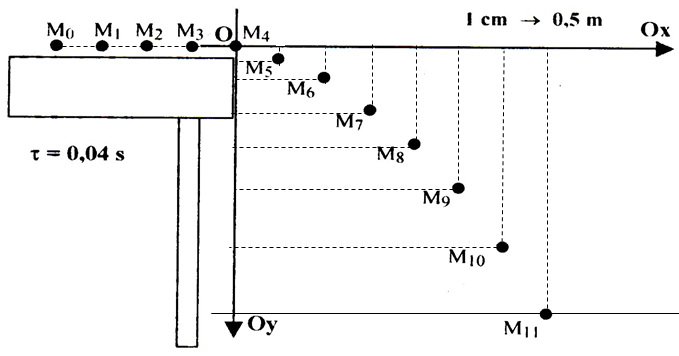 1 cm → 0,5 m
M₀ M₁ M₂ M₃ O M₄ Ox
M₅
M₆
M₇
τ = 0,04 s
M₈
M₉
M₁₀
Oy
M₁₁